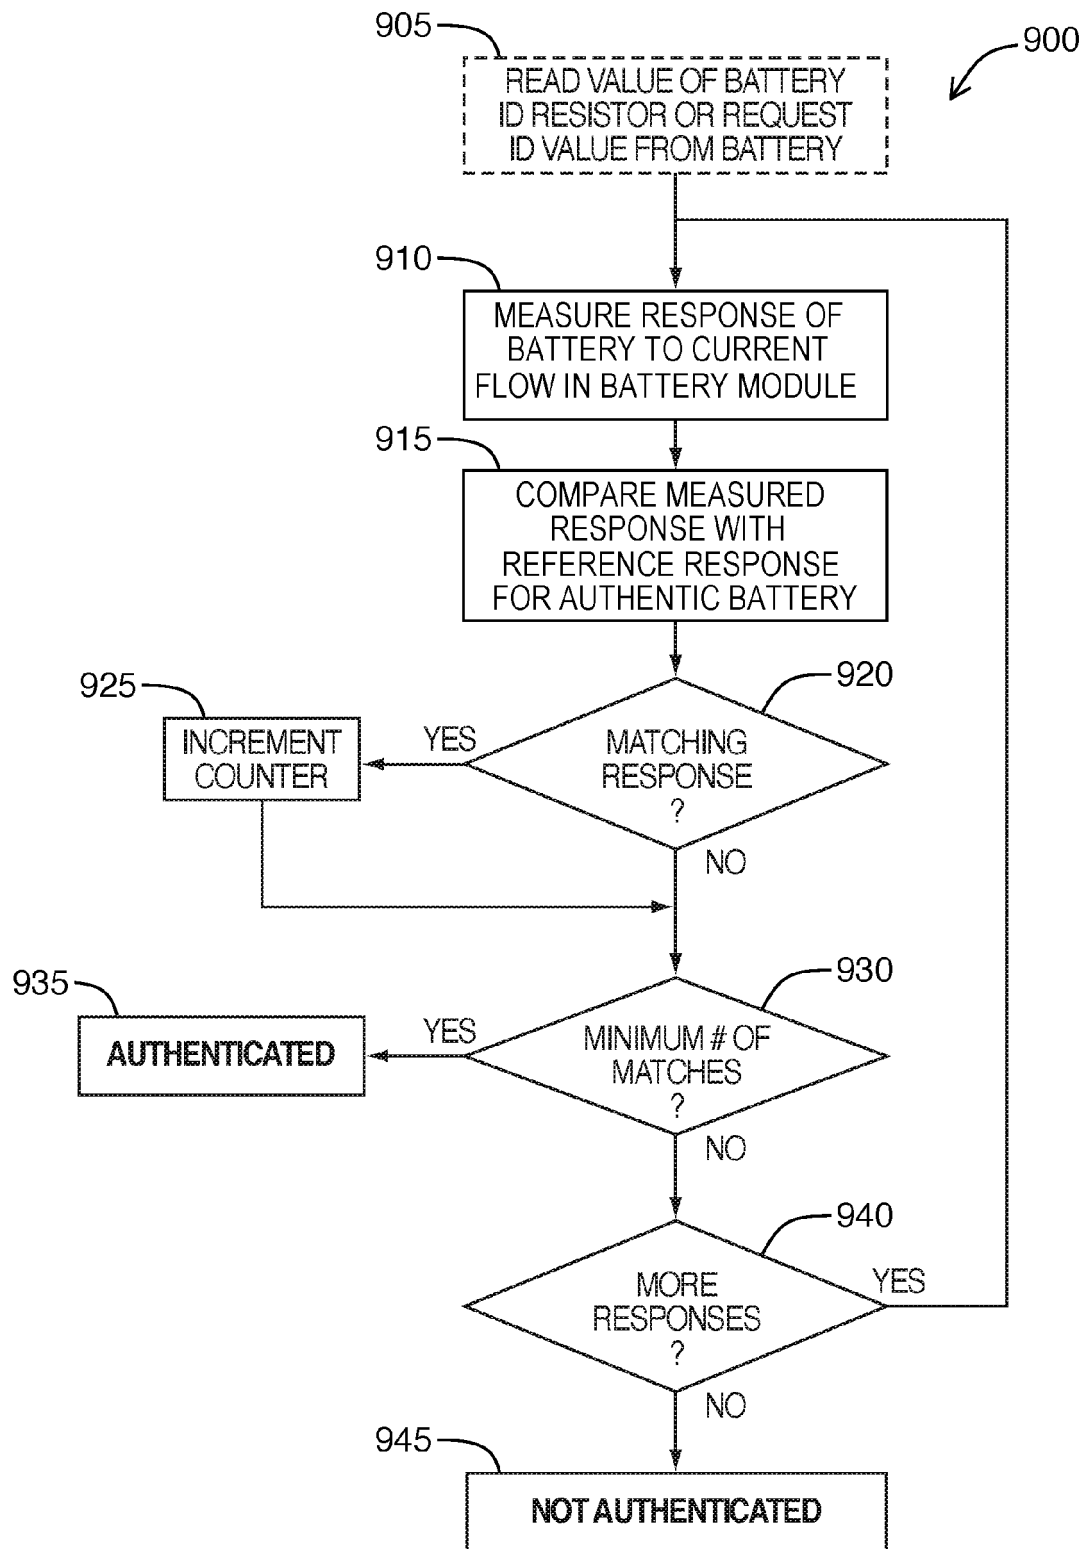 905
900
READ VALUE OF BATTERY
ID RESISTOR OR REQUEST
ID VALUE FROM BATTERY
910
MEASURE RESPONSE OF
BATTERY TO CURRENT
FLOW IN BATTERY MODULE
915
COMPARE MEASURED
RESPONSE WITH
REFERENCE RESPONSE
FOR AUTHENTIC BATTERY
920
925
YES
MATCHING
RESPONSE
?
INCREMENT
COUNTER
NO
930
935
YES
MINIMUM # OF
MATCHES
?
AUTHENTICATED
NO
940
YES
MORE
RESPONSES
?
NO
945
NOT AUTHENTICATED